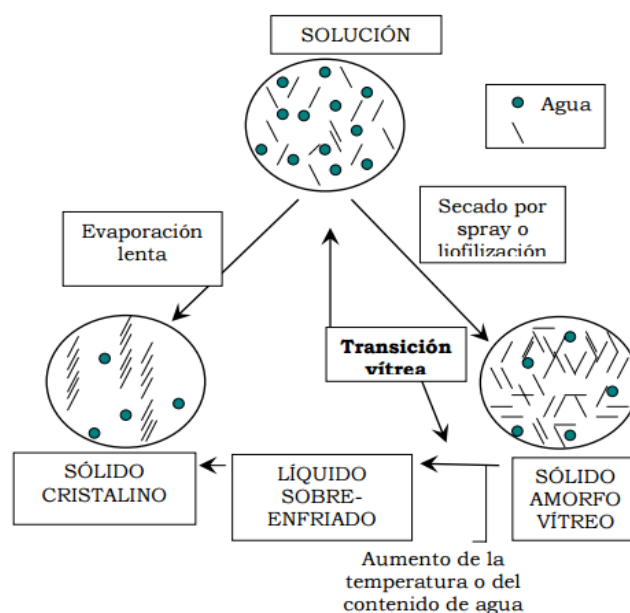 SOLUCIÓN
Agua
Evaporación
lenta
Secado por
spray o
liofilización
Transición
vítrea
SÓLIDO
CRISTALINO
LÍQUIDO
SOBRE-
ENFRIADO
SÓLIDO
AMORFO
VÍTREO
Aumento de la
temperatura o del
contenido de agua